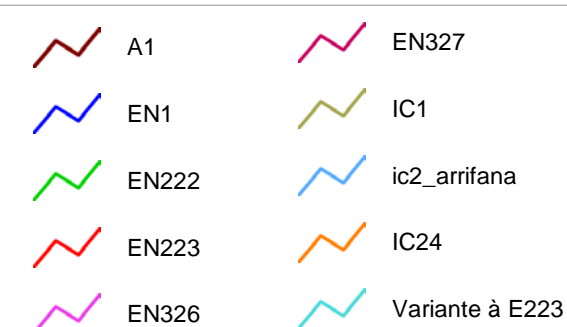 A1
EN1
EN222
EN223
EN326
EN327
IC1
ic2_arrifana
IC24
Variante à E223